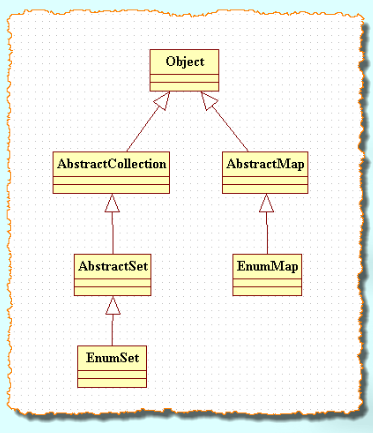 Object
AbstractCollection
AbstractMap
AbstractSet
EnumMap
EnumSet